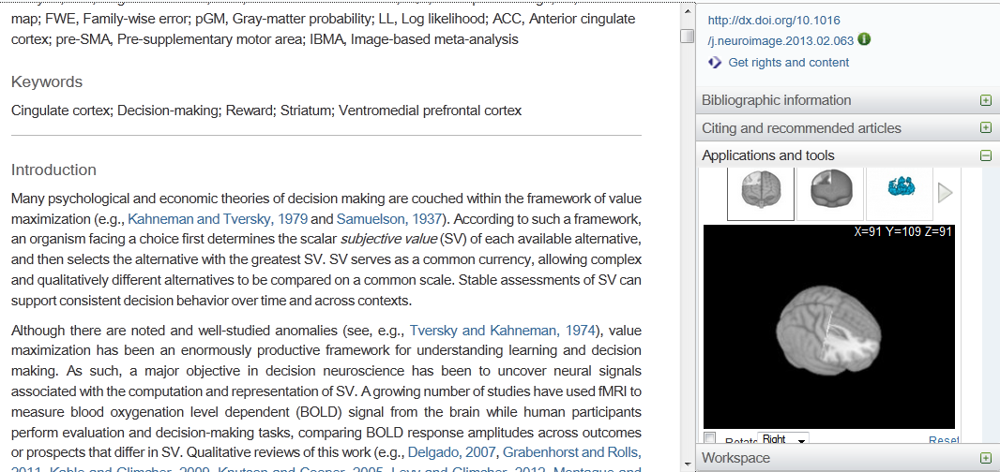 map; FWE, Family-wise error; pGM, Gray-matter probability; LL, Log likelihood; ACC, Anterior cingulate
cortex; pre-SMA, Pre-supplementary motor area; IBMA, Image-based meta-analysis
Keywords
Cingulate cortex; Decision-making; Reward; Striatum; Ventromedial prefrontal cortex
Introduction
Many psychological and economic theories of decision making are couched within the framework of value
maximization (e.g., Kahneman and Tversky, 1979 and Samuelson, 1937). According to such a framework,
an organism facing a choice first determines the scalar subjective value (SV) of each available alternative,
and then selects the alternative with the greatest SV. SV serves as a common currency, allowing complex
and qualitatively different alternatives to be compared on a common scale. Stable assessments of SV can
support consistent decision behavior over time and across contexts.
Although there are noted and well-studied anomalies (see, e.g., Tversky and Kahneman, 1974), value
maximization has been an enormously productive framework for understanding learning and decision
making. As such, a major objective in decision neuroscience has been to uncover neural signals
associated with the computation and representation of SV. A growing number of studies have used fMRI to
measure blood oxygenation level dependent (BOLD) signal from the brain while human participants
perform evaluation and decision-making tasks, comparing BOLD response amplitudes across outcomes
or prospects that differ in SV. Qualitative reviews of this work (e.g., Delgado, 2007, Grabenhorst and Rolls,
2011, Kable and Glimcher, 2009, Knutson and Cooper, 2005, Levy and Glimcher, 2012, Montague and
http://dx.doi.org/10.1016
/j.neuroimage.2013.02.063
Get rights and content
Bibliographic information
Citing and recommended articles
Applications and tools
X=91 Y=109 Z=91
Rotate Right Reset
Workspace